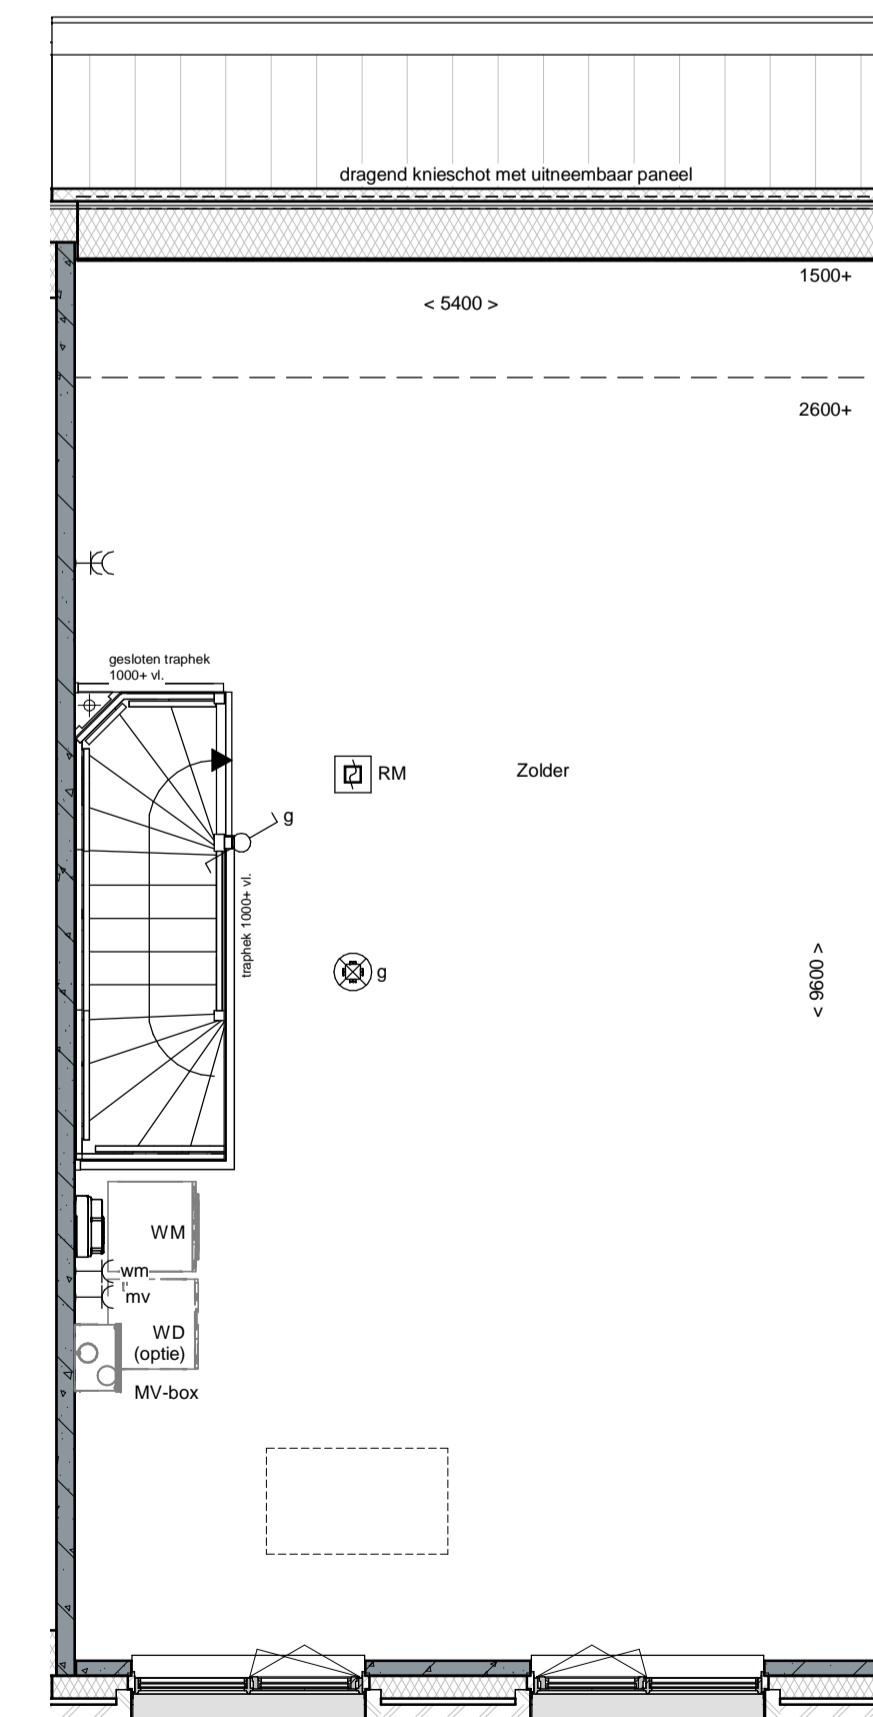 dragend knieschot met uitneembaar paneel
1500+
< 5400 >
2600+
gesloten traphek
1000+ vl.
RM
Zolder
g
traphek 1000+ vl.
g
< 9600 >
WM
wm
mv
WD
(optie)
MV-box